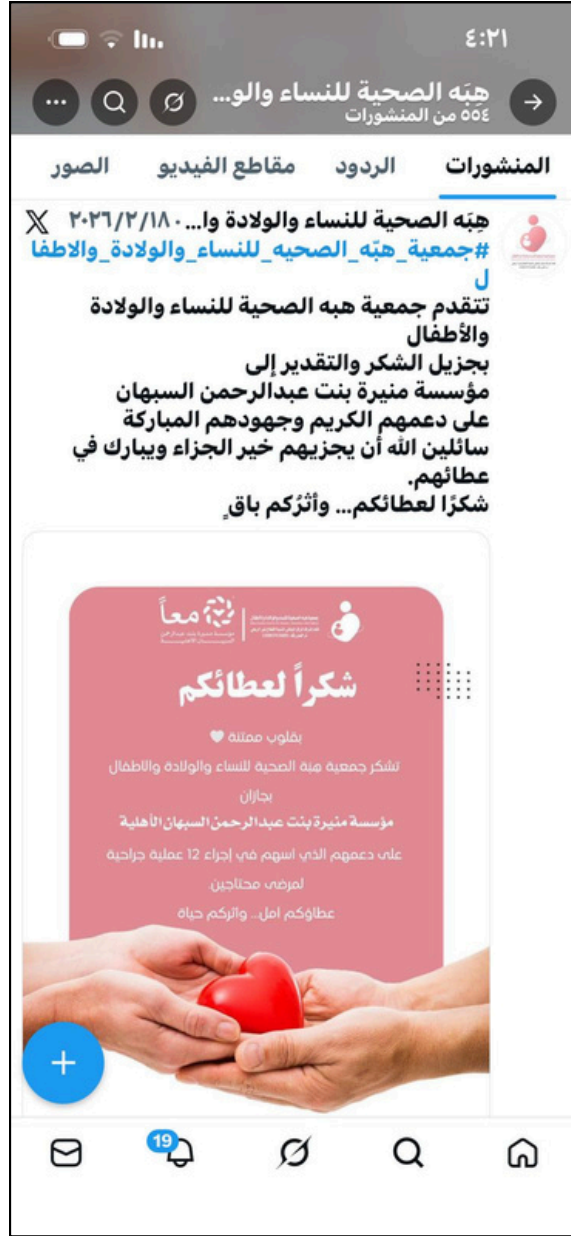 ٤:٢١
هِبَه الصحية للنساء والو...
٥٥٤ من المنشورات
المنشورات
الردود
مقاطع الفيديو
الصور
هِبَه الصحية للنساء والولادة وا... · ٢٠٢٦/٢/١٨
#جمعية_هبّه_الصحيه_للنساء_والولادة_والاطفا
ل
تتقدم جمعية هبه الصحية للنساء والولادة
والأطفال
بجزيل الشكر والتقدير إلى
مؤسسة منيرة بنت عبدالرحمن السبهان
على دعمهم الكريم وجهودهم المباركة
سائلين الله أن يجزيهم خير الجزاء ويبارك في
عطائهم.
شكرًا لعطائكم... وأثرُكم باقٍ
معاً
شكراً لعطائكم
بقلوب ممتنة
تشكر جمعية هبّة الصحية للنساء والولادة والأطفال
بجازان
مؤسسة منيرة بنت عبدالرحمن السبهان الأهلية
على دعمهم الذي اسهم في إجراء 12 عملية جراحية
لمرضى محتاجين.
عطاؤكم امل... واثركم حياة
19